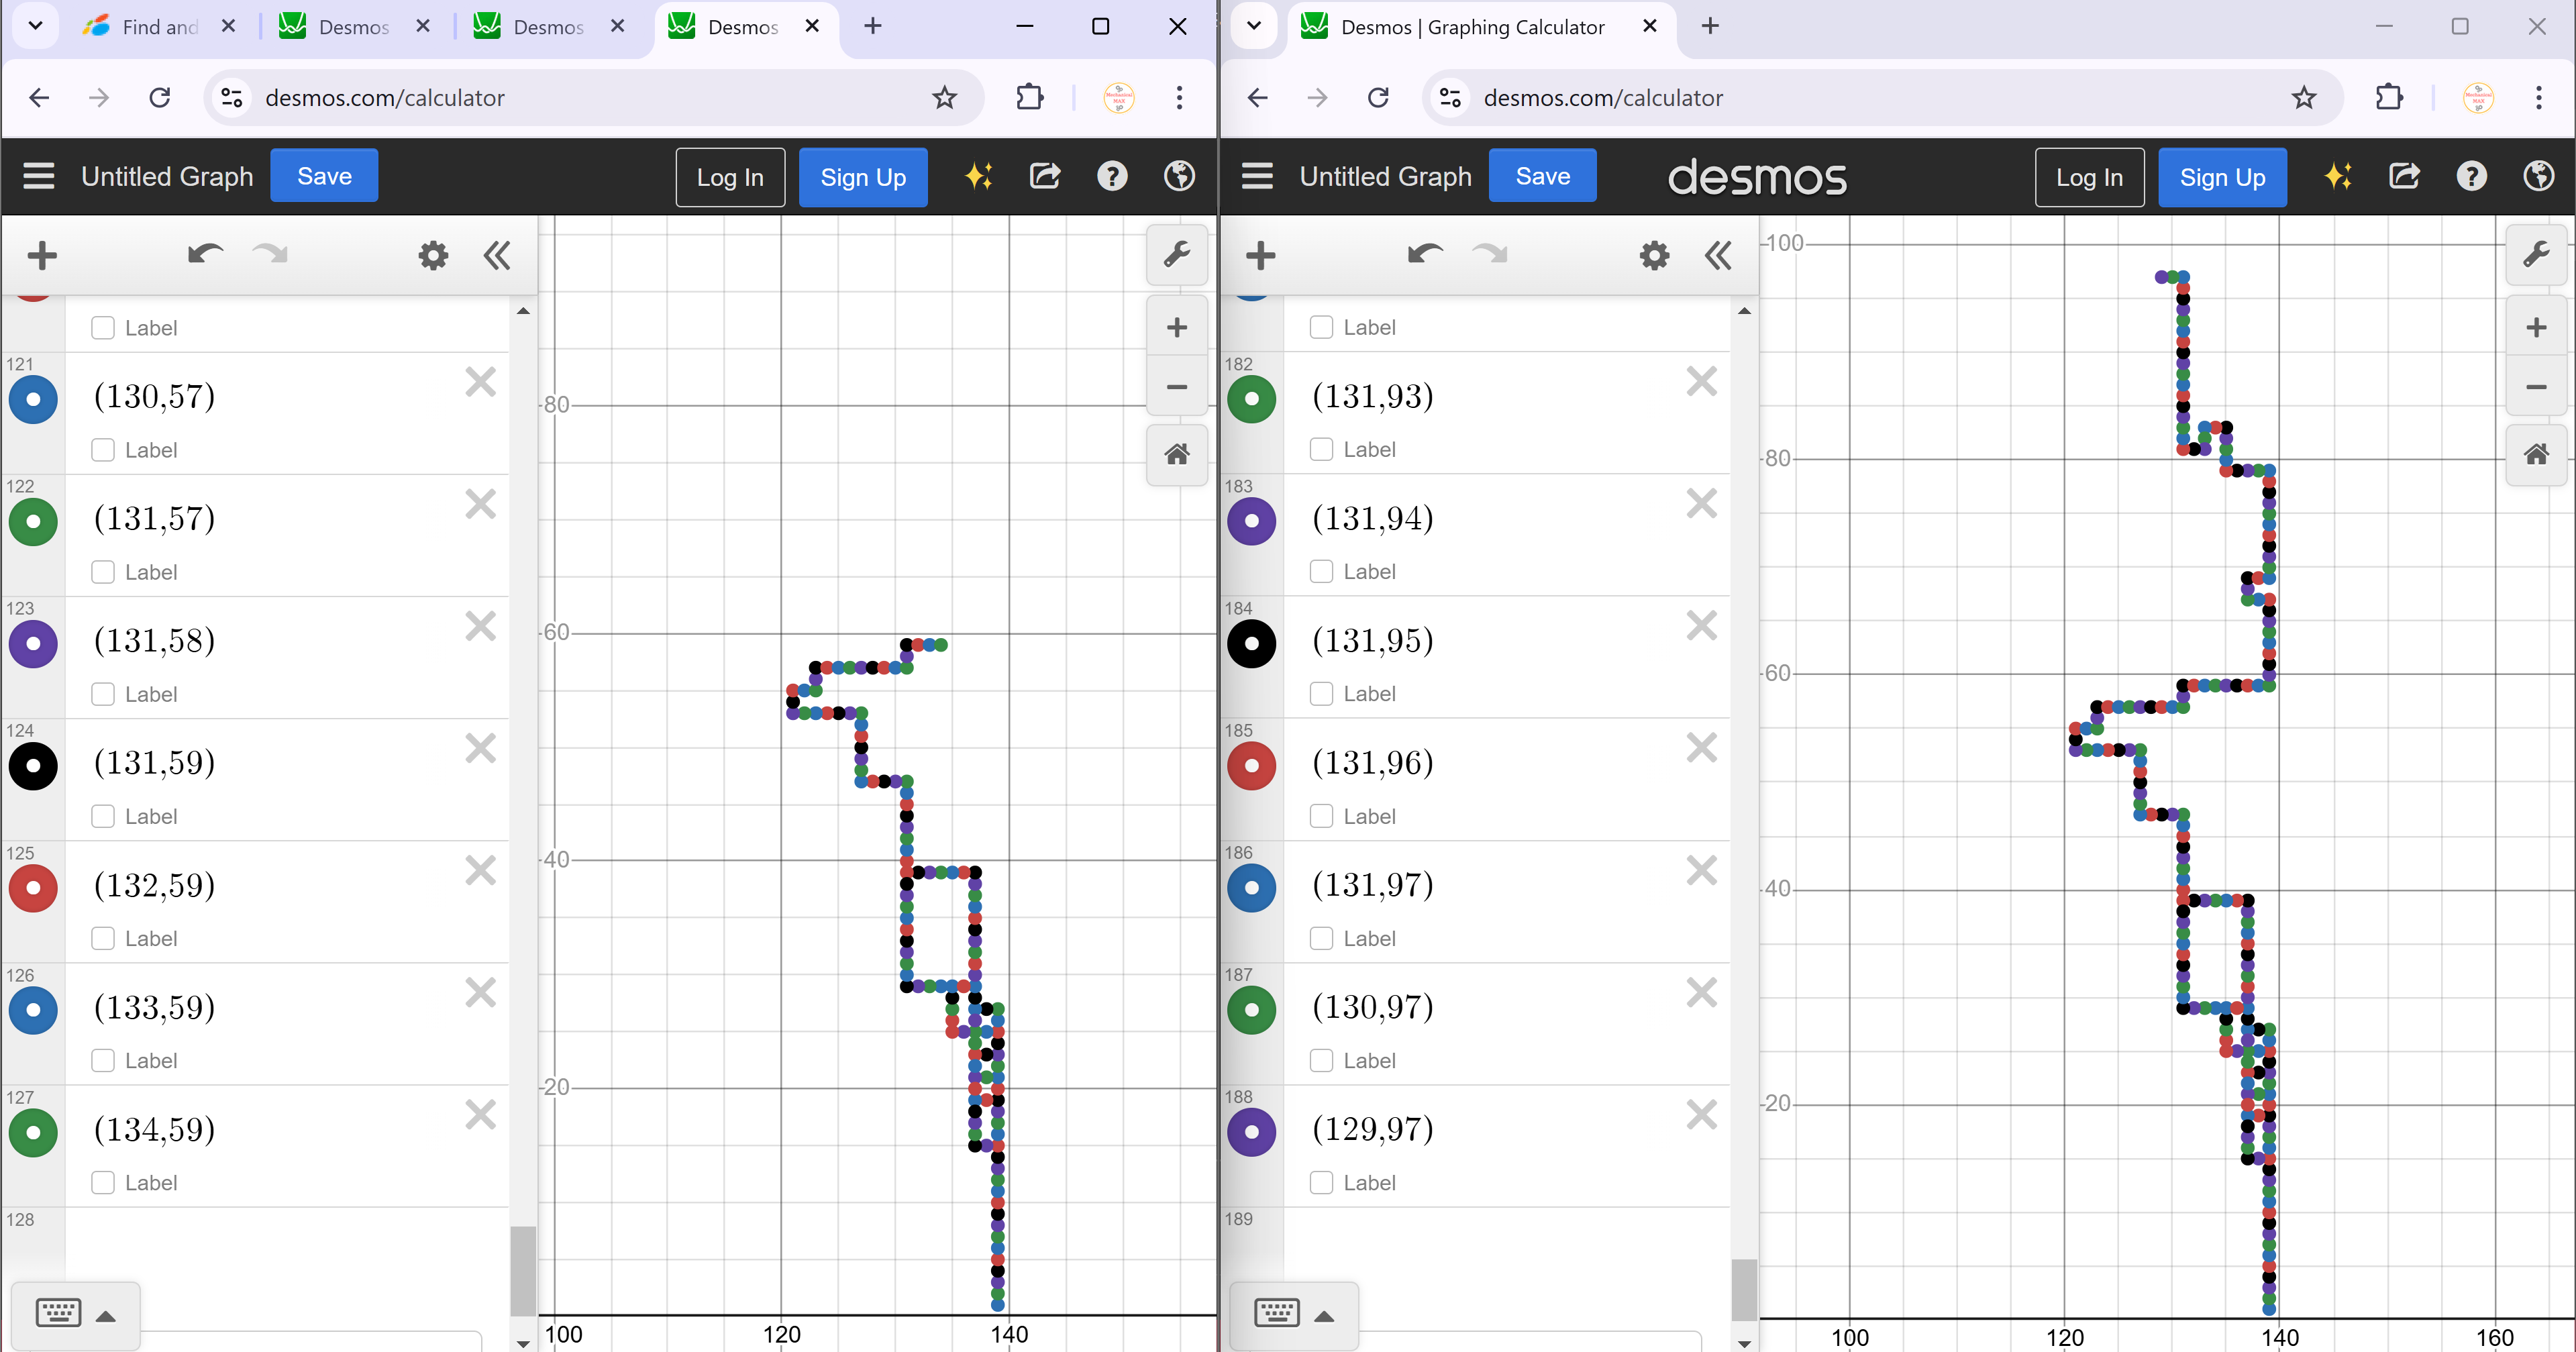 Find and
Desmos
Desmos
Desmos
desmos.com/calculator
Untitled Graph
Save
Log In
Sign Up
Label
121
(130,57)
Label
122
(131,57)
Label
123
(131,58)
Label
124
(131,59)
Label
125
(132,59)
Label
126
(133,59)
Label
127
(134,59)
Label
128
80
60
40
20
100
120
140
Desmos | Graphing Calculator
desmos.com/calculator
Untitled Graph
Save
desmos
Log In
Sign Up
Label
182
(131,93)
Label
183
(131,94)
Label
184
(131,95)
Label
185
(131,96)
Label
186
(131,97)
Label
187
(130,97)
Label
188
(129,97)
Label
189
100
80
60
40
20
100
120
140
160